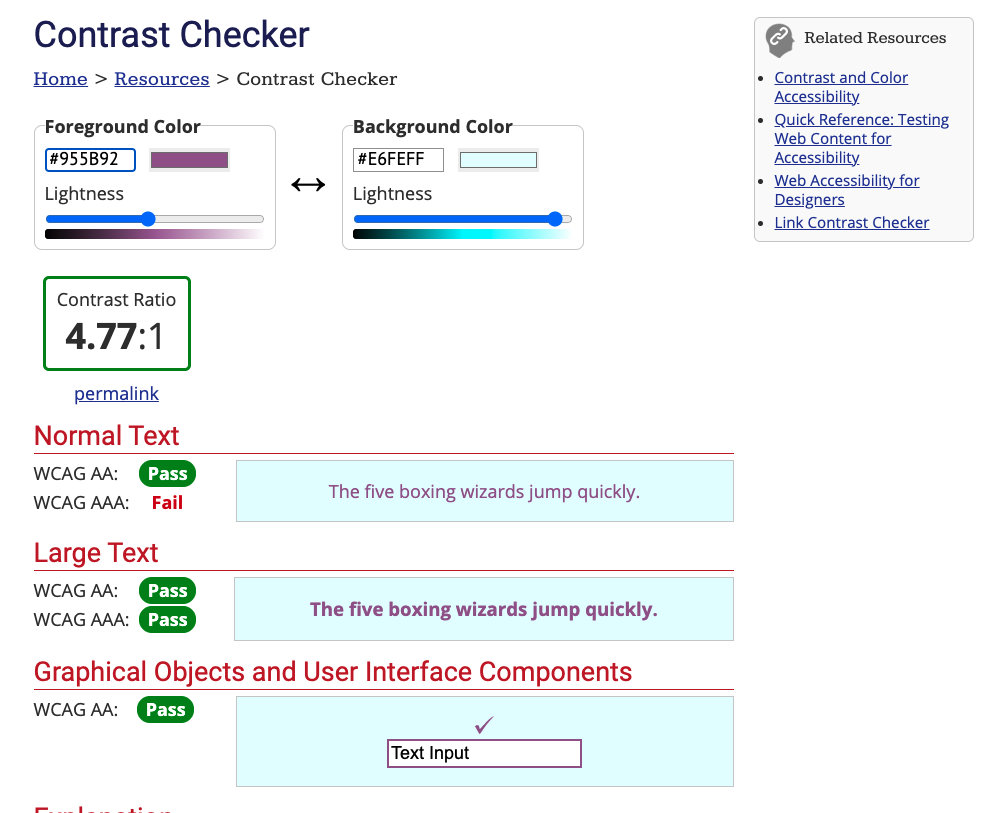 Contrast Checker
Home > Resources > Contrast Checker
Foreground Color
#955B92
Lightness
Background Color
#E6FEFF
Lightness
Contrast Ratio
4.77:1
permalink
Normal Text
WCAG AA: Pass
WCAG AAA: Fail
The five boxing wizards jump quickly.
Large Text
WCAG AA: Pass
WCAG AAA: Pass
The five boxing wizards jump quickly.
Graphical Objects and User Interface Components
WCAG AA: Pass
Text Input
Explanation
Related Resources
Contrast and Color
Accessibility
Quick Reference: Testing
Web Content for
Accessibility
Web Accessibility for
Designers
Link Contrast Checker